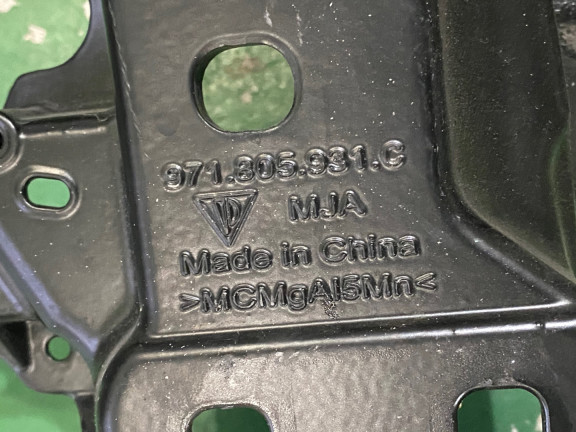 971.805.931.C
MJA
Made in China
>MCMgAl5Mn<